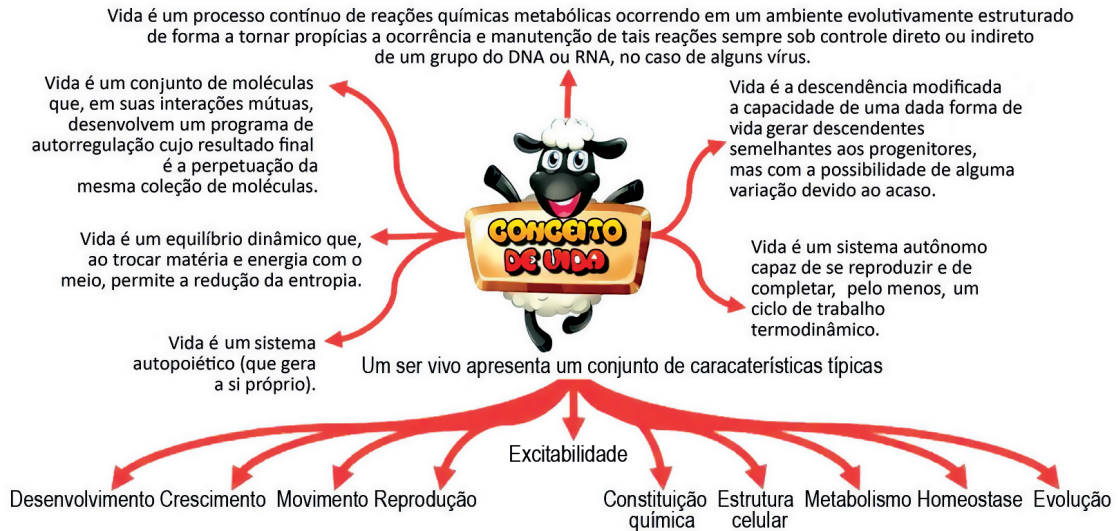 Vida é um processo contínuo de reações químicas metabólicas ocorrendo em um ambiente evolutivamente estruturado
de forma a tornar propícias a ocorrência e manutenção de tais reações sempre sob controle direto ou indireto
de um grupo do DNA ou RNA, no caso de alguns vírus.
Vida é um conjunto de moléculas
que, em suas interações mútuas,
desenvolvem um programa de
autorregulação cujo resultado final
é a perpetuação da
mesma coleção de moléculas.
Vida é a descendência modificada
a capacidade de uma dada forma de
vida gerar descendentes
semelhantes aos progenitores,
mas com a possibilidade de alguma
variação devido ao acaso.
CONCEITO
DE VIDA
Vida é um equilíbrio dinâmico que,
ao trocar matéria e energia com o
meio, permite a redução da entropia.
Vida é um sistema autônomo
capaz de se reproduzir e de
completar, pelo menos, um
ciclo de trabalho
termodinâmico.
Vida é um sistema
autopoiético (que gera
a si próprio).
Um ser vivo apresenta um conjunto de caracaterísticas típicas
Excitabilidade
Desenvolvimento Crescimento Movimento Reprodução
Constituição
química
Estrutura
celular
Metabolismo Homeostase Evolução